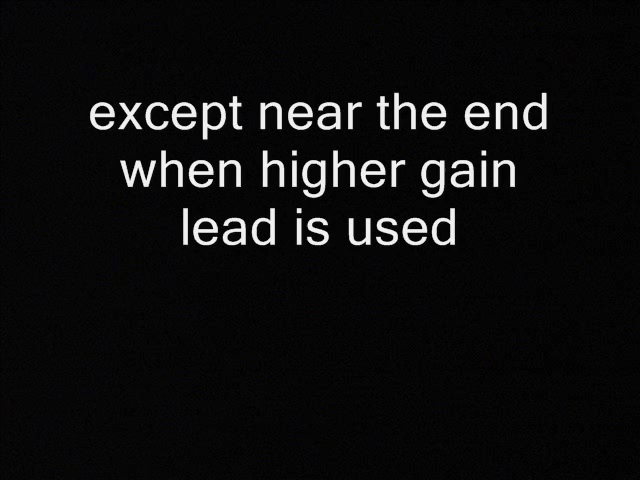 except near the end
when higher gain
lead is used